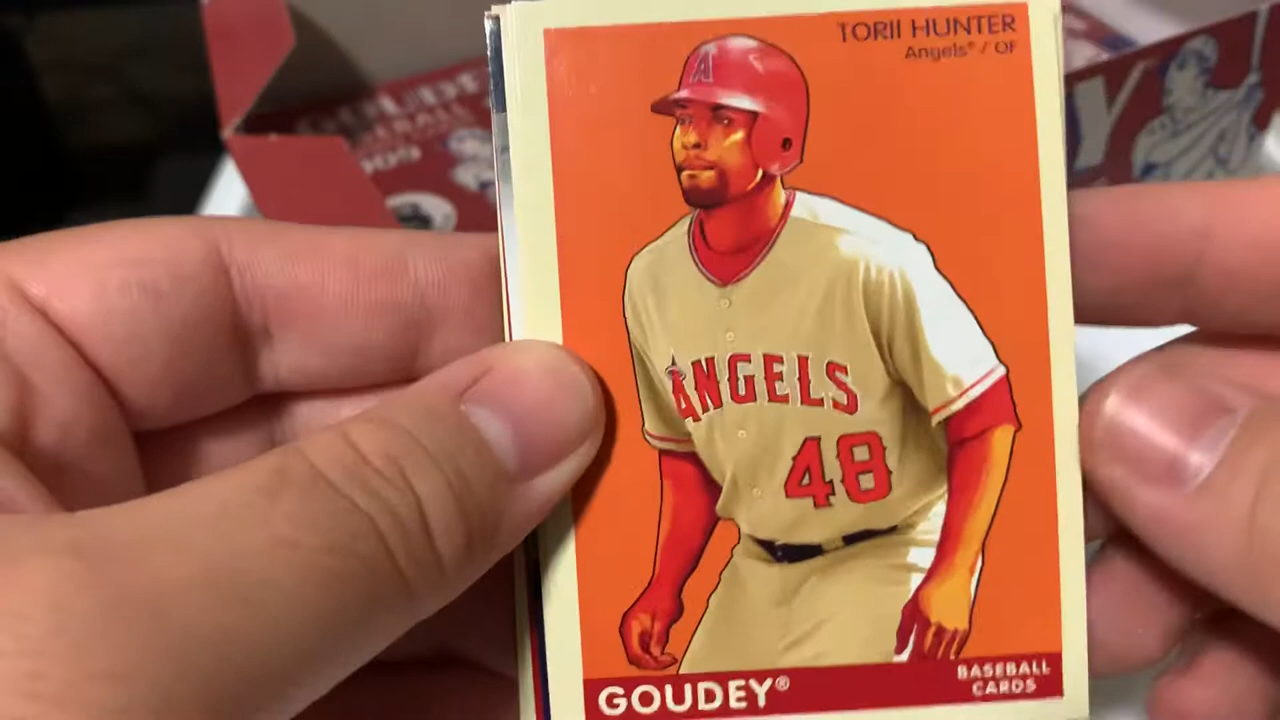 TORII HUNTER
Angels® / OF
A
ANGELS
48
GOUDEY®
BASEBALL
CARDS